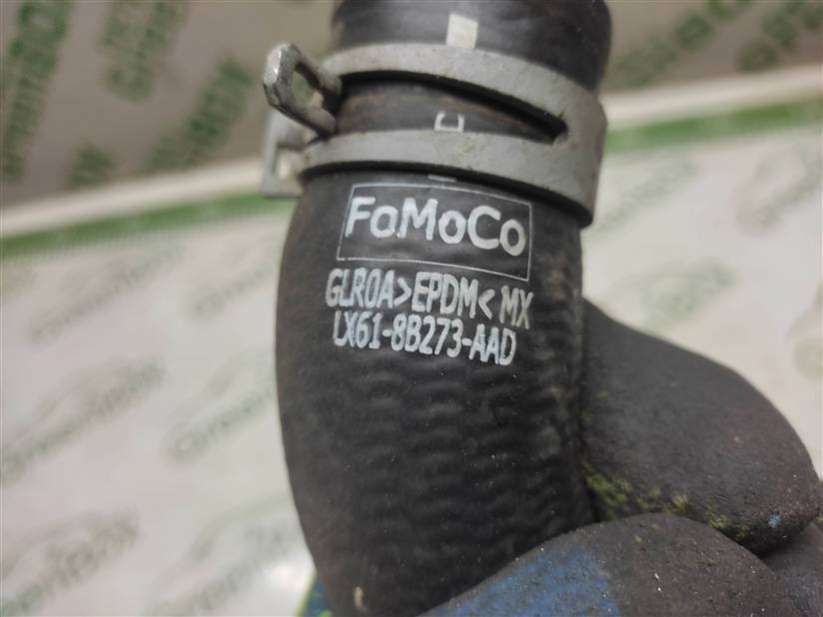 C
FoMoCo
GLR0A>EPDM<MX
LX61-8B273-AAD